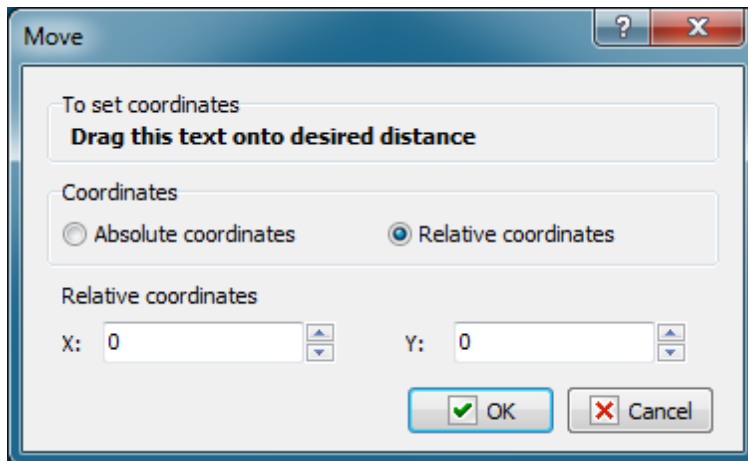 Move
?
To set coordinates
Drag this text onto desired distance
Coordinates
Absolute coordinates Relative coordinates
Relative coordinates
X: 0 Y: 0
OK Cancel